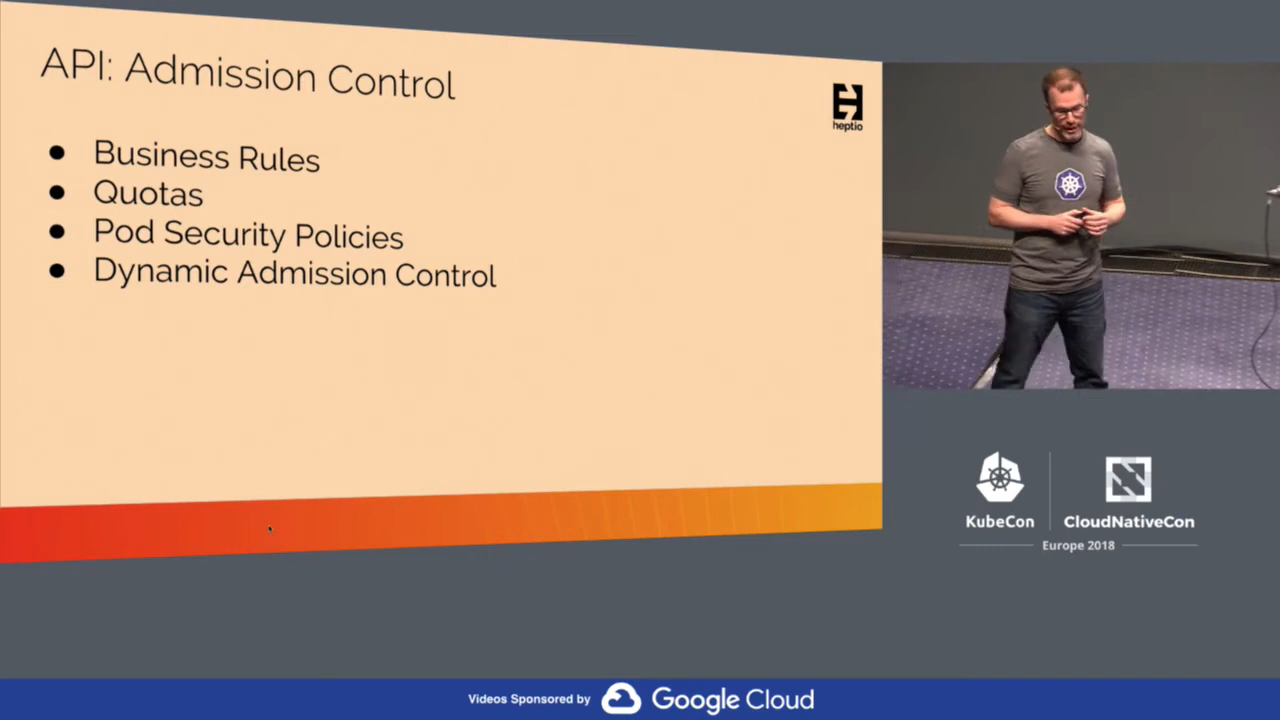 API: Admission Control
heptio
● Business Rules
● Quotas
● Pod Security Policies
● Dynamic Admission Control
KubeCon
CloudNativeCon
Europe 2018
Videos Sponsored by Google Cloud